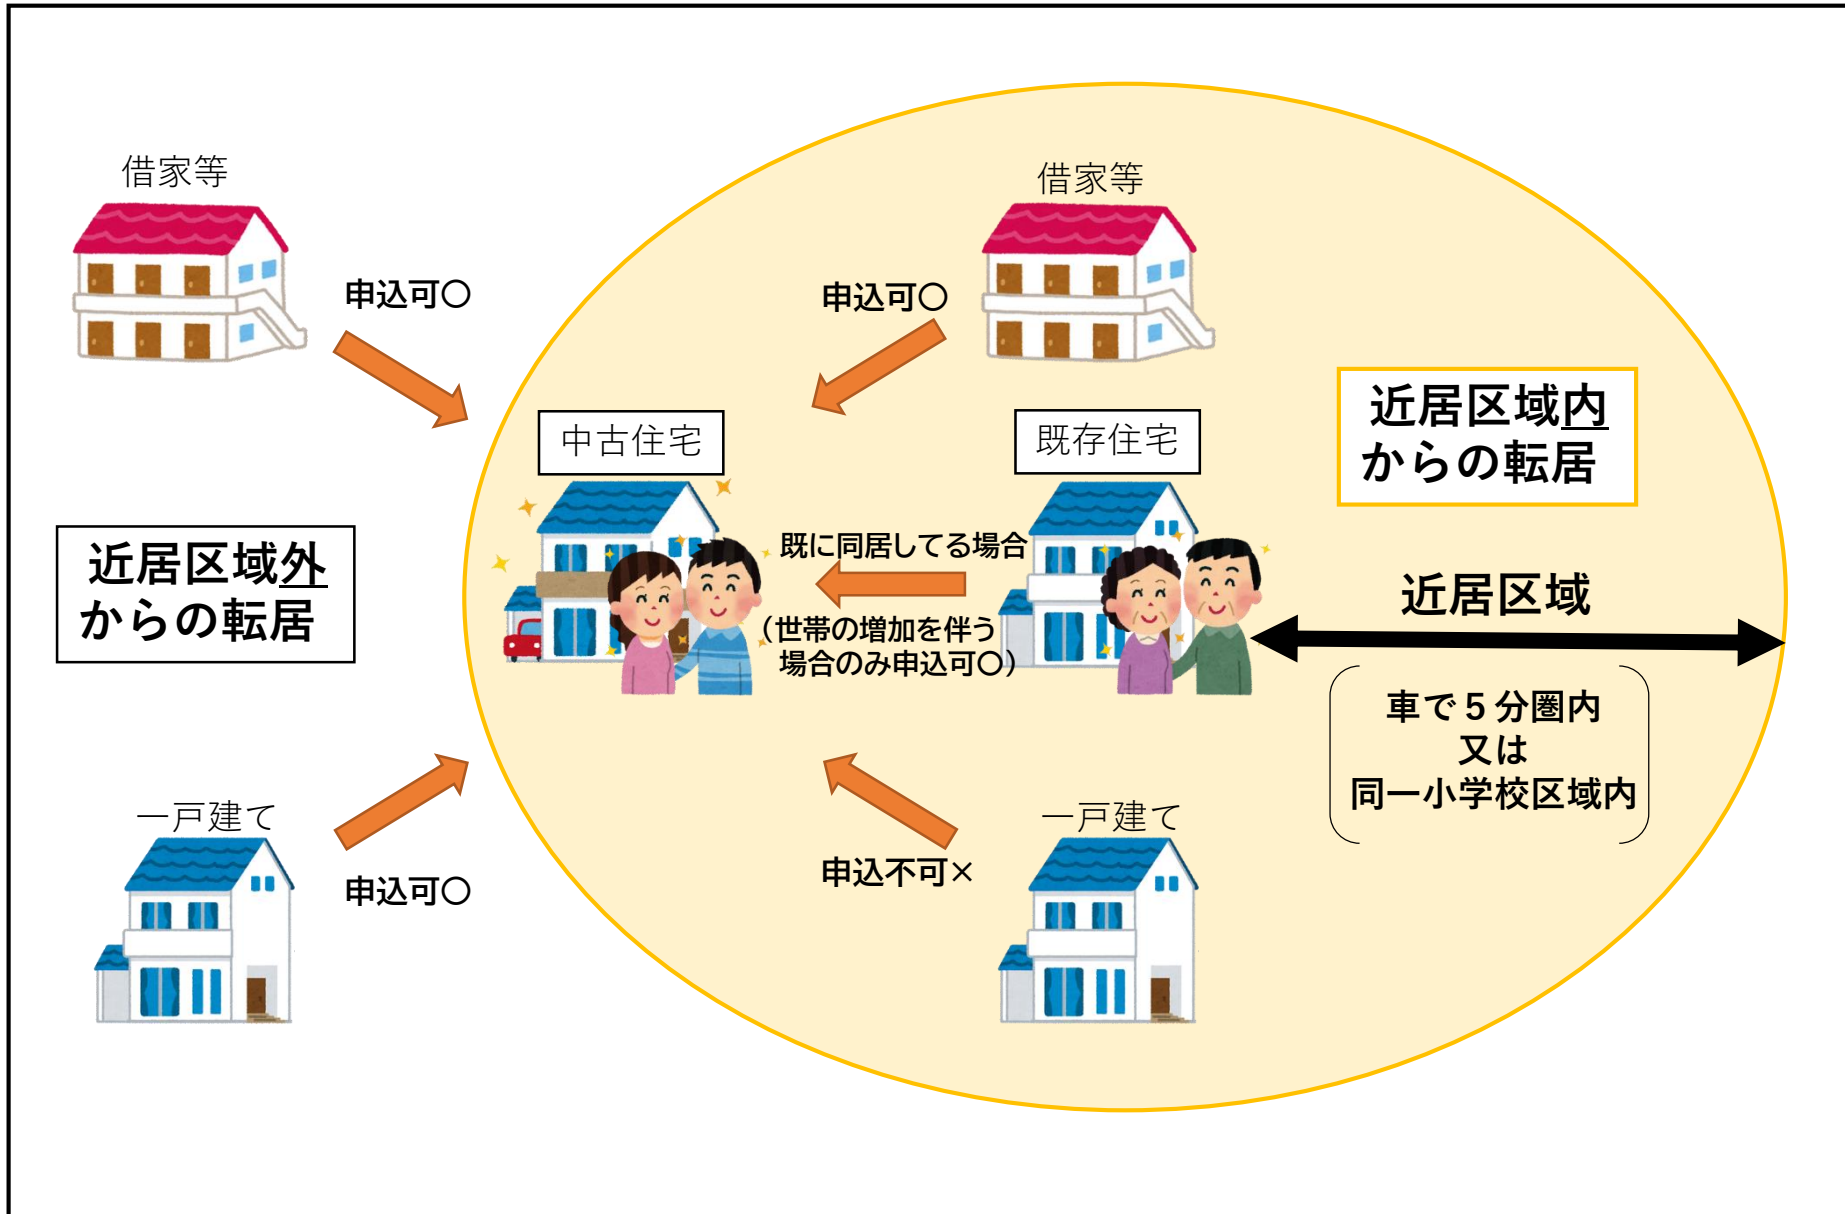 借家等
申込可〇
近居区域外
からの転居
一戸建て
申込可〇
借家等
申込可〇
中古住宅
既存住宅
既に同居してる場合
（世帯の増加を伴う
場合のみ申込可〇）
一戸建て
申込不可×
近居区域内
からの転居
近居区域
車で５分圏内
又は
同一小学校区域内